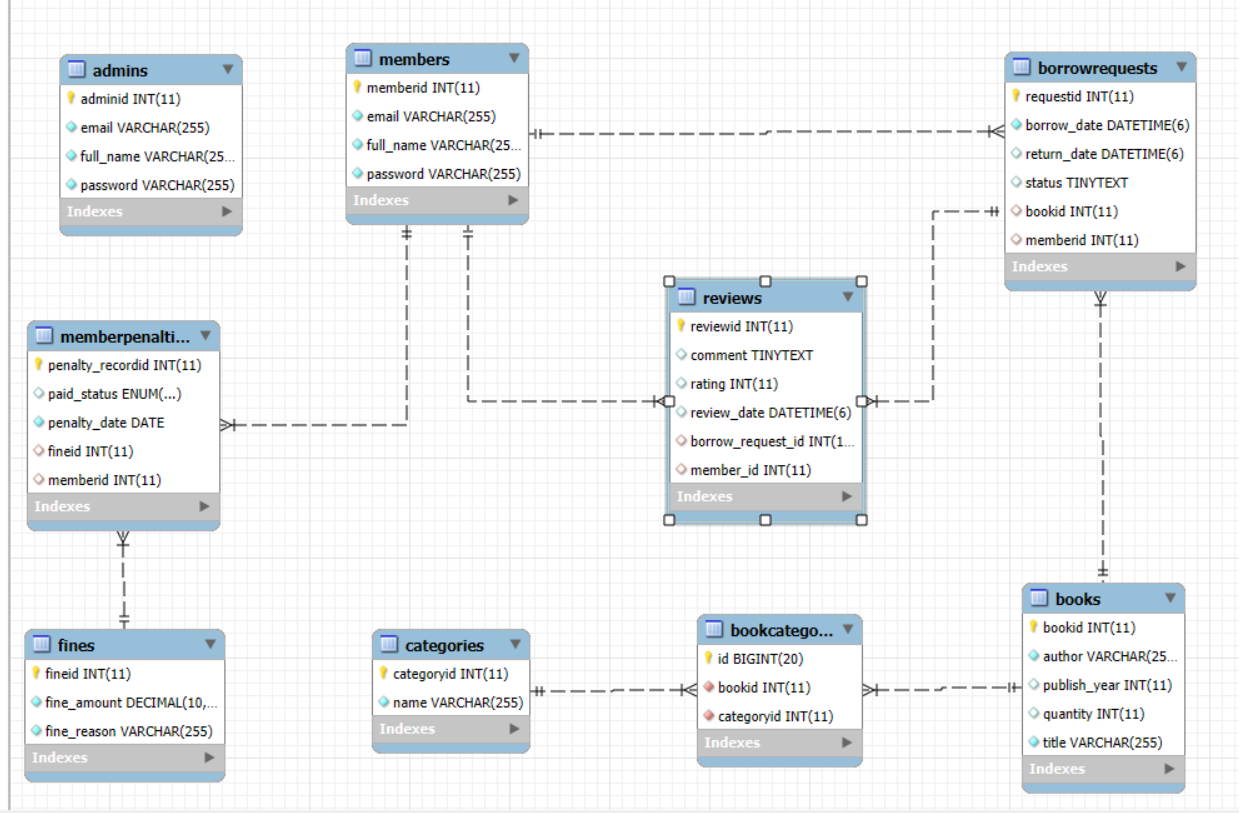 admins
adminid INT(11)
email VARCHAR(255)
full_name VARCHAR(25...
password VARCHAR(255)
Indexes
members
memberid INT(11)
email VARCHAR(255)
full_name VARCHAR(25...
password VARCHAR(255)
Indexes
borrowrequests
requestid INT(11)
borrow_date DATETIME(6)
return_date DATETIME(6)
status TINYTEXT
bookid INT(11)
memberid INT(11)
Indexes
reviews
reviewid INT(11)
comment TINYTEXT
rating INT(11)
review_date DATETIME(6)
borrow_request_id INT(1...
member_id INT(11)
Indexes
memberpenalti...
penalty_recordid INT(11)
paid_status ENUM(...)
penalty_date DATE
fineid INT(11)
memberid INT(11)
Indexes
fines
fineid INT(11)
fine_amount DECIMAL(10,...
fine_reason VARCHAR(255)
Indexes
categories
categoryid INT(11)
name VARCHAR(255)
Indexes
bookcatego...
id BIGINT(20)
bookid INT(11)
categoryid INT(11)
Indexes
books
bookid INT(11)
author VARCHAR(25...
publish_year INT(11)
quantity INT(11)
title VARCHAR(255)
Indexes